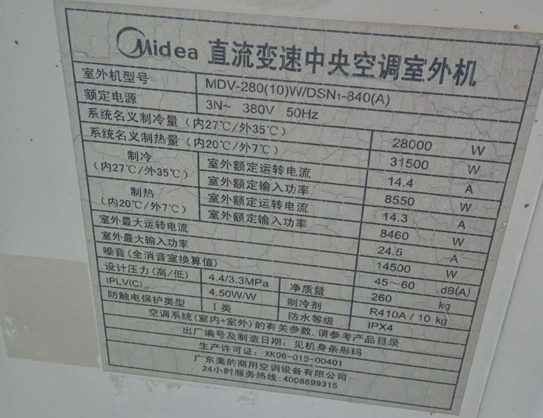 Midea 直流变速中央空调室外机
室外机型号 MDV-280(10)W/DSN1-840(A)
额定电源 3N~ 380V 50Hz
系统名义制冷量(内27℃/外35℃) 28000 W
系统名义制热量(内20℃/外7℃) 31500 W
制冷(内27℃/外35℃) 室外额定运转电流 14.4 A
室外额定输入功率 8550 W
制热(内20℃/外7℃) 室外额定运转电流 14.3 A
室外额定输入功率 8460 W
室外最大运转电流 24.5 A
室外最大输入功率 14500 W
噪音(全消音室换算值) 45~60 dB(A)
设计压力(高/低) 4.4/3.3MPa 净质量 260 kg
IPLV(C) 4.50W/W 制冷剂 R410A / 10 kg
防触电保护类型 I类 防水等级 IPX4
空调系统(室内+室外)的有关参数,请参考产品目录
出厂编号及制造日期:见机身条形码
生产许可证:XK06-015-00401
广东美的商用空调设备有限公司
24小时服务热线:4008899315